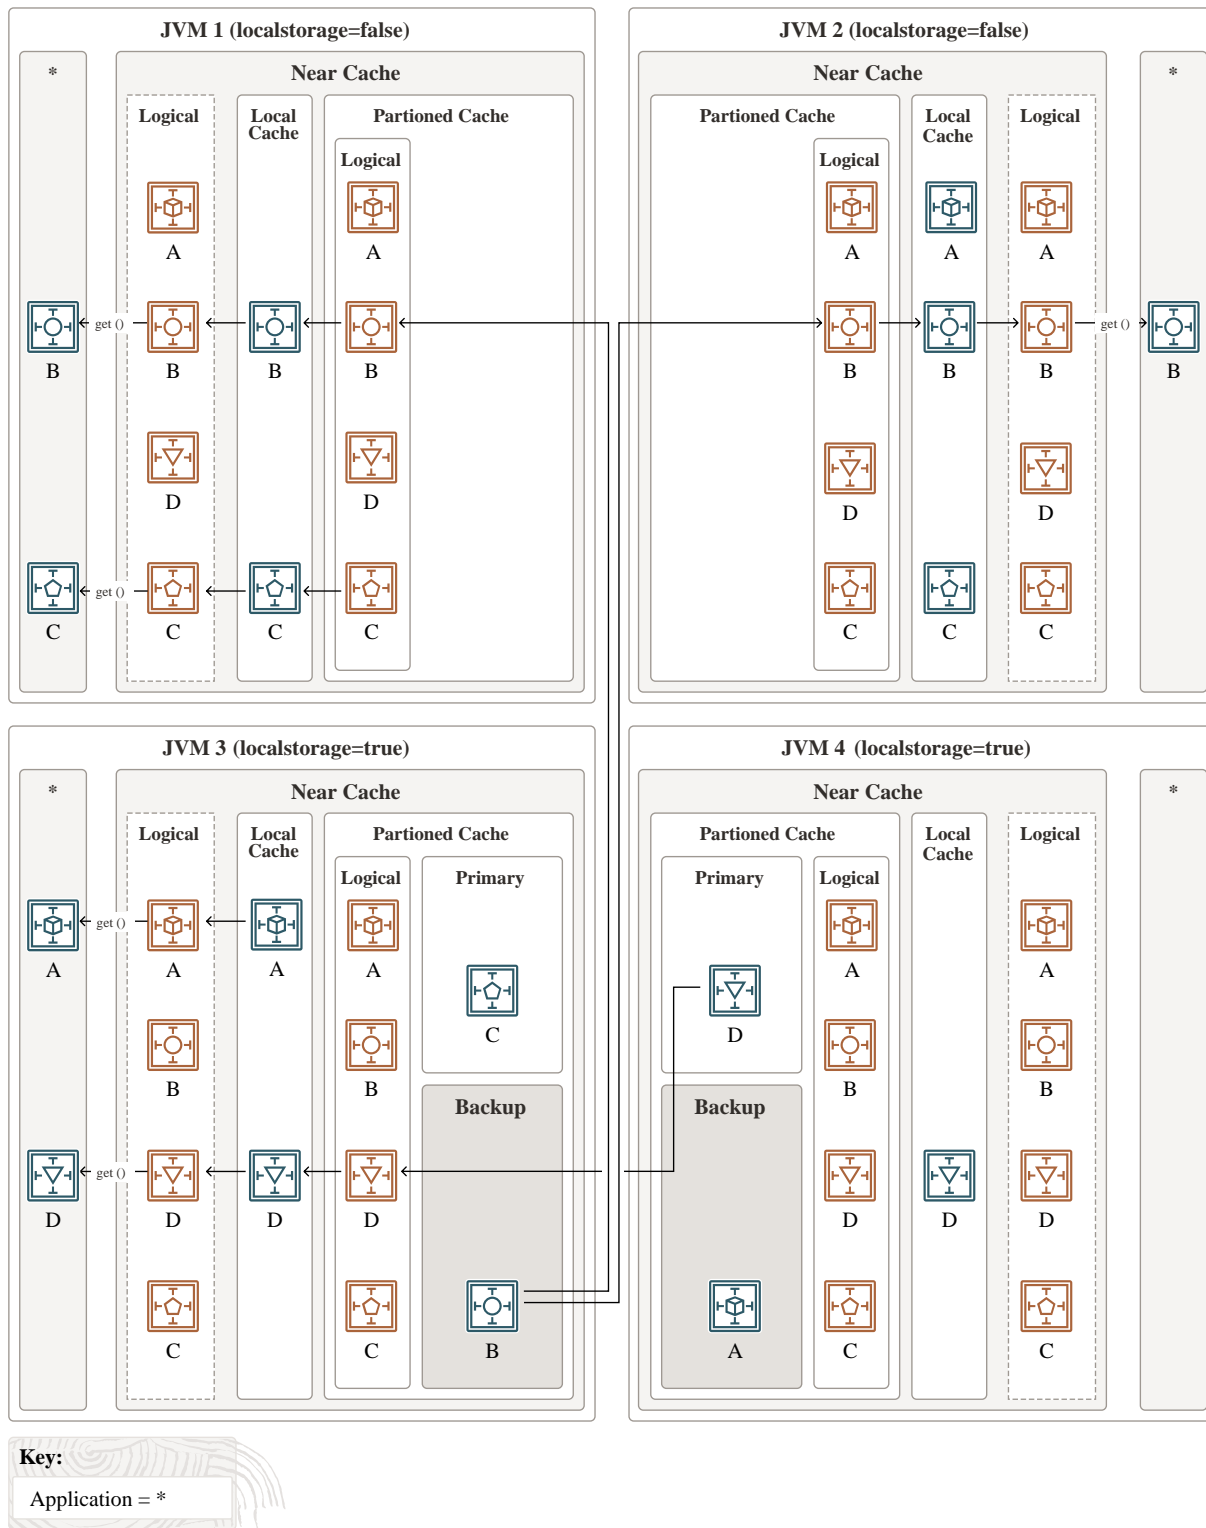 JVM 1 (localstorage=false)
*
Near Cache
Logical
Local
Cache
Partioned Cache
Logical
A
A
get ()
B
B
B
B
D
D
get ()
C
C
C
C
JVM 2 (localstorage=false)
Near Cache
*
Partioned Cache
Local
Cache
Logical
Logical
A
A
A
get ()
B
B
B
B
D
D
C
C
C
JVM 3 (localstorage=true)
*
Near Cache
Logical
Local
Cache
Partioned Cache
Logical
Primary
get ()
A
A
A
A
C
B
B
Backup
get ()
D
D
D
D
C
C
B
JVM 4 (localstorage=true)
Near Cache
*
Partioned Cache
Local
Cache
Logical
Primary
Logical
A
A
D
B
B
Backup
D
D
D
A
C
C
Key:
Application = *